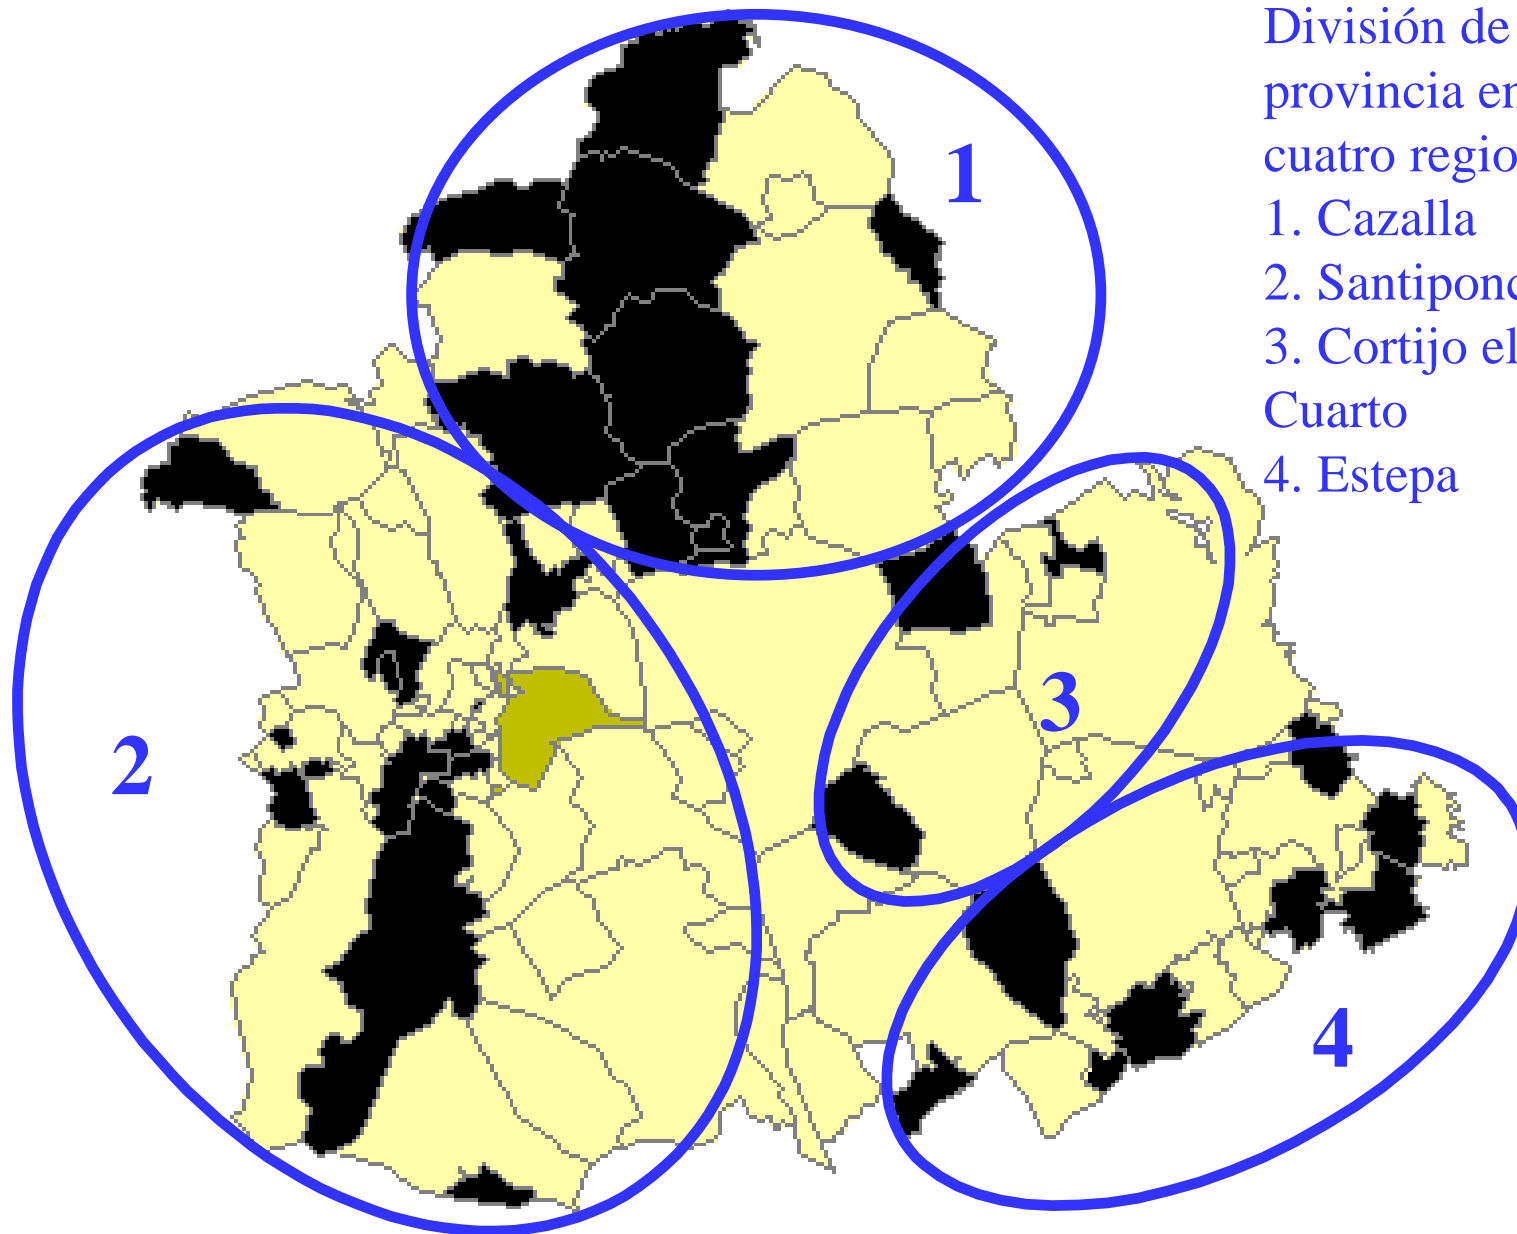 División de
provincia en
cuatro regio
1. Cazalla
2. Santiponc
3. Cortijo el
Cuarto
4. Estepa
1
2
3
4